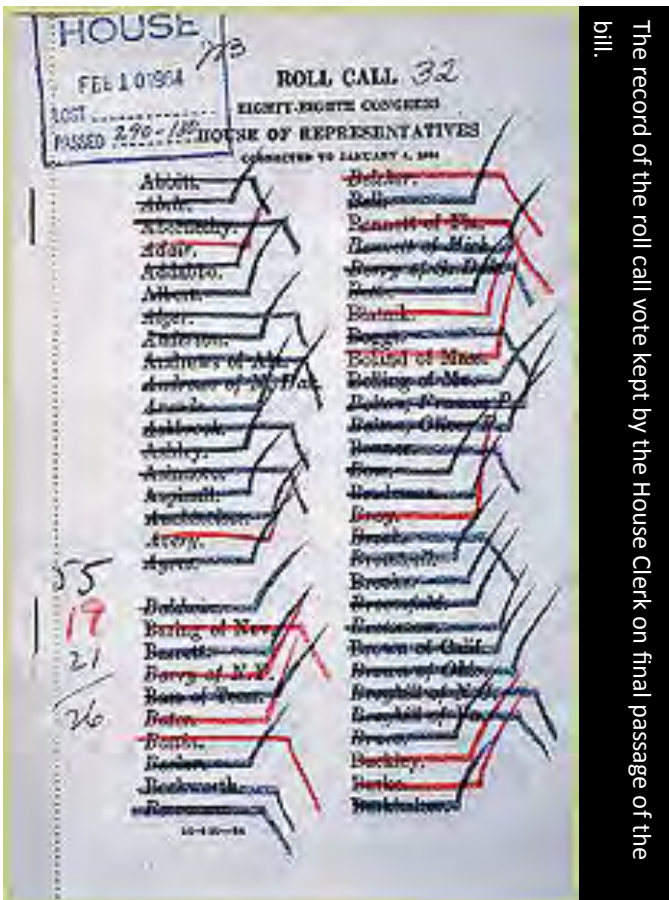 HOUSE
FEB 10 1964
LOST
PASSED 290-130
ROLL CALL 32
EIGHTY-EIGHTH CONGRESS
HOUSE OF REPRESENTATIVES
CORRECTED TO JANUARY
Abbitt.
Abele.
Abernethy.
Adair.
Addabbo.
Albert.
Alger.
Anderson.
Andrews of Ala.
Andrews of N. Dak.
Arends.
Ashbrook.
Ashley.
Ashmore.
Aspinall.
Auchincloss.
Avery.
Ayres.
Baldwin.
Baring of Nev.
Barrett.
Barry of N.Y.
Bass of Tenn.
Bates.
Battin.
Becker.
Beckworth.
Beermann.
55
19
21
26
Belcher.
Bell.
Bennett of Fla.
Bennett of Mich.
Berry of S. Dak.
Betts.
Blatnik.
Boggs.
Boland of Mass.
Bolling of Mo.
Bolton, Frances P.
Bolton, Oliver P.
Bonner.
Bow.
Brademas.
Bray.
Brock.
Bromwell.
Brooks.
Broomfield.
Brotzman.
Brown of Calif.
Brown of Ohio.
Broyhill of N.C.
Broyhill of Va.
Bruce.
Buckley.
Burke.
Burkhalter.
The record of the roll call vote kept by the House Clerk on final passage of the
bill.